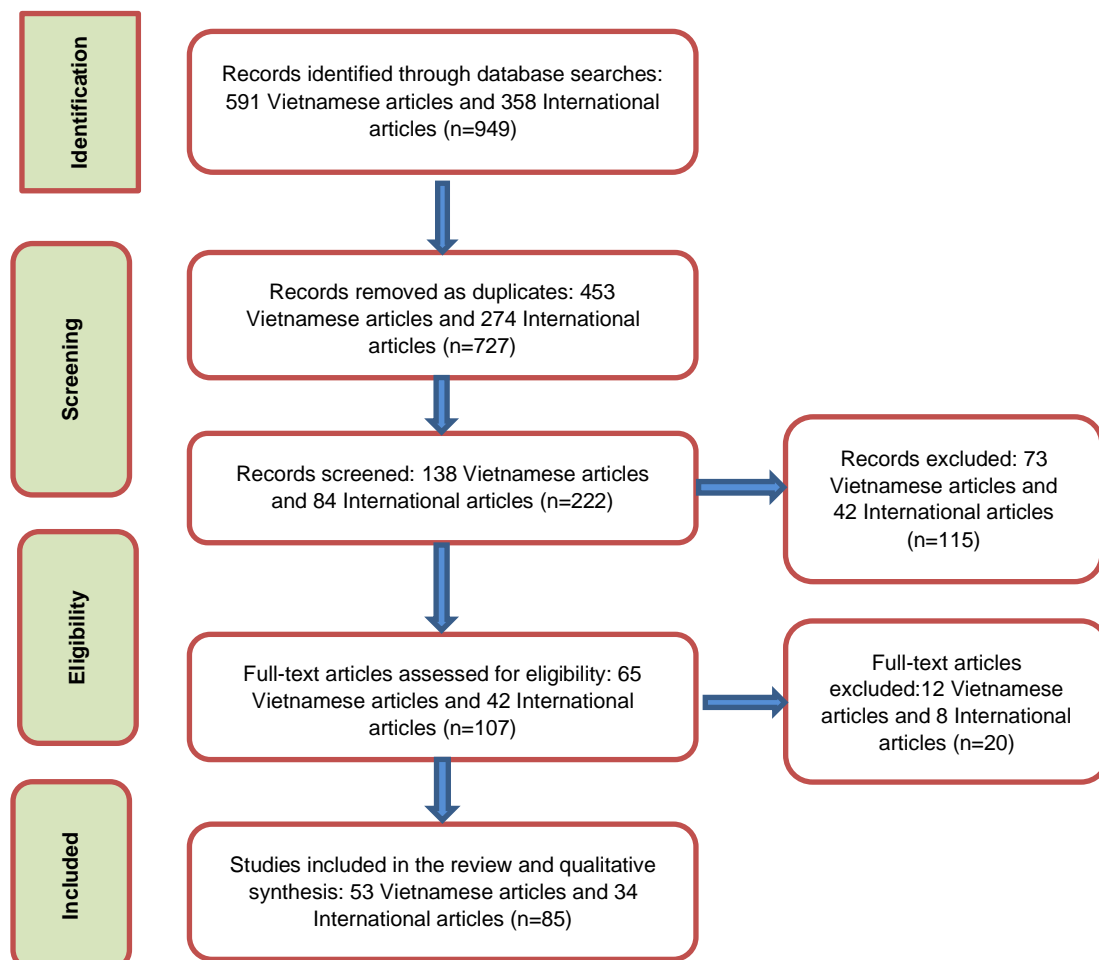 Identification
Records identified through database searches:
591 Vietnamese articles and 358 International
articles (n=949)
Screening
Records removed as duplicates: 453
Vietnamese articles and 274 International
articles (n=727)
Records screened: 138 Vietnamese articles
and 84 International articles (n=222)
Records excluded: 73
Vietnamese articles and
42 International articles
(n=115)
Eligibility
Full-text articles assessed for eligibility: 65
Vietnamese articles and 42 International
articles (n=107)
Full-text articles
excluded:12 Vietnamese
articles and 8 International
articles (n=20)
Included
Studies included in the review and qualitative
synthesis: 53 Vietnamese articles and 34
International articles (n=85)